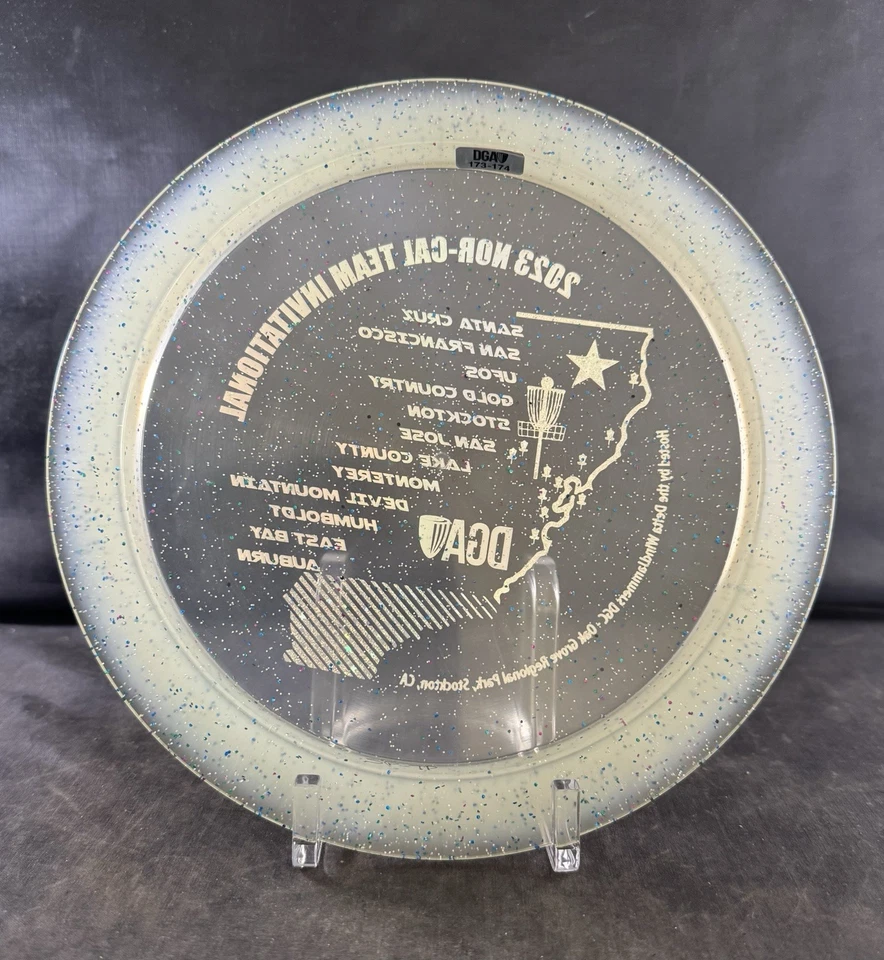 DGA
173-174
2023 NOR-CAL TEAM INVITATIONAL
SANTA CRUZ
SAN FRANCISCO
UFOS
GOLD COUNTRY
STOCKTON
SAN JOSE
LAKE COUNTY
MONTEREY
DEVIL MOUNTAIN
HUMBOLDT
EAST BAY
AUBURN
DGA
Hosted by the Delta WindJammers DGC - Oak Grove Regional Park, Stockton, CA